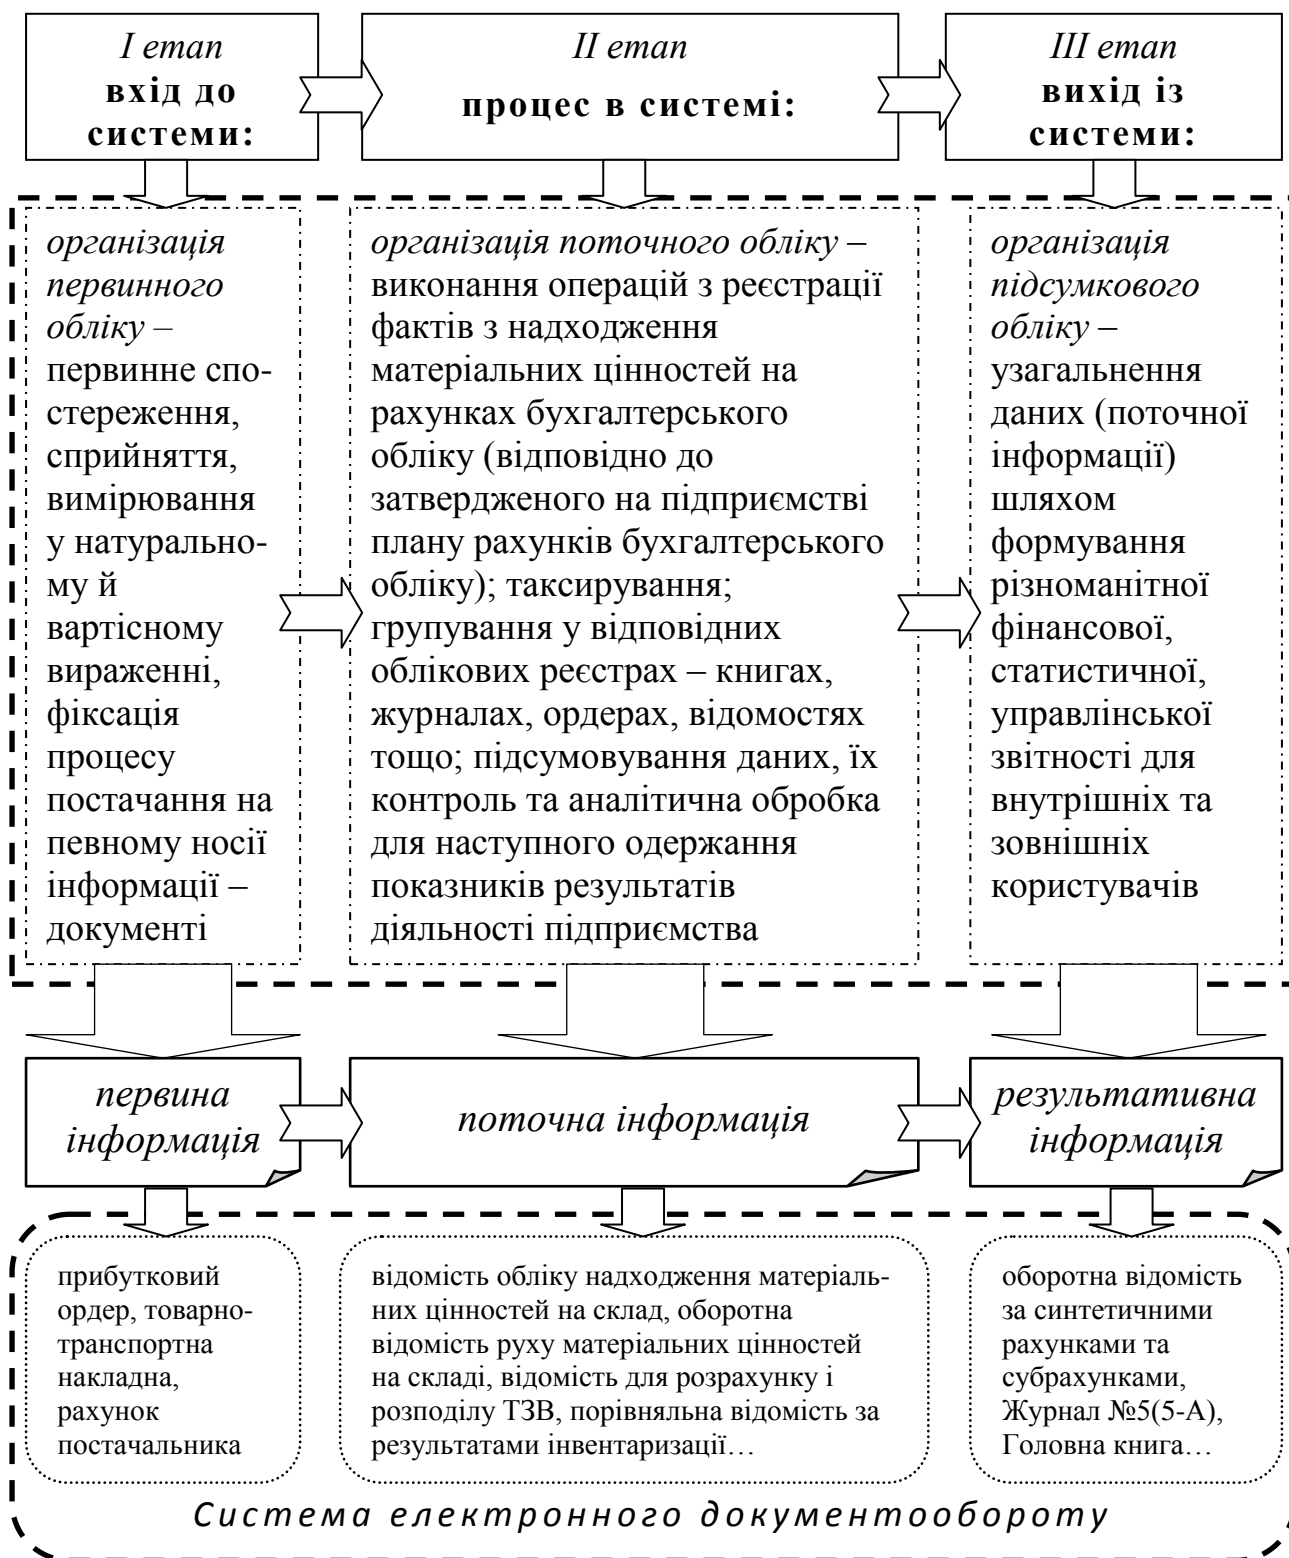 I етап
вхід до
системи:
II етап
процес в системі:
III етап
вихід із
системи:
організація
первинного
обліку –
первинне спо-
стереження,
сприйняття,
вимірювання
у натурально-
му й
вартісному
вираженні,
фіксація
процесу
постачання на
певному носії
інформації –
документі
організація поточного обліку –
виконання операцій з реєстрації
фактів з надходження
матеріальних цінностей на
рахунках бухгалтерського
обліку (відповідно до
затвердженого на підприємстві
плану рахунків бухгалтерського
обліку); таксирування;
групування у відповідних
облікових реєстрах – книгах,
журналах, ордерах, відомостях
тощо; підсумовування даних, їх
контроль та аналітична обробка
для наступного одержання
показників результатів
діяльності підприємства
організація
підсумкового
обліку –
узагальнення
даних (поточної
інформації)
шляхом
формування
різноманітної
фінансової,
статистичної,
управлінської
звітності для
внутрішніх та
зовнішніх
користувачів
первина
інформація
поточна інформація
результативна
інформація
прибутковий
ордер, товарно-
транспортна
накладна,
рахунок
постачальника
відомість обліку надходження матеріаль-
них цінностей на склад, оборотна
відомість руху матеріальних цінностей
на складі, відомість для розрахунку і
розподілу ТЗВ, порівняльна відомість за
результатами інвентаризації…
оборотна відомість
за синтетичними
рахунками та
субрахунками,
Журнал №5(5-А),
Головна книга…
Система електронного документообороту